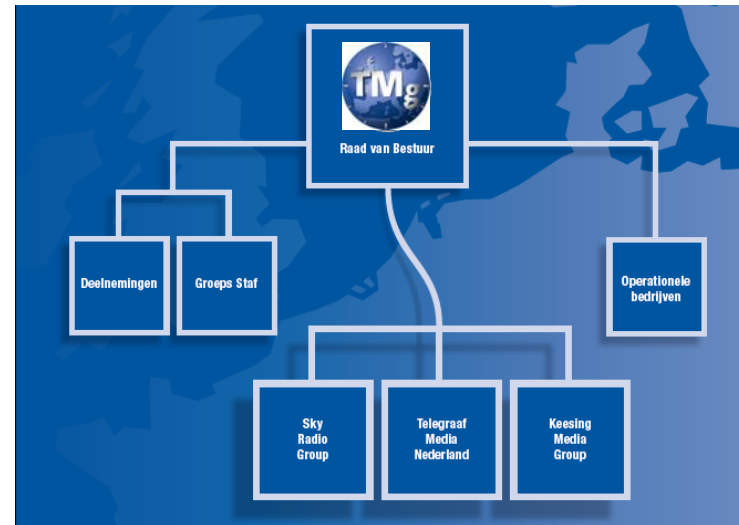 TMg
Raad van Bestuur
Deelnemingen
Groeps Staf
Operationele
bedrijven
Sky
Radio
Group
Telegraaf
Media
Nederland
Keesing
Media
Group